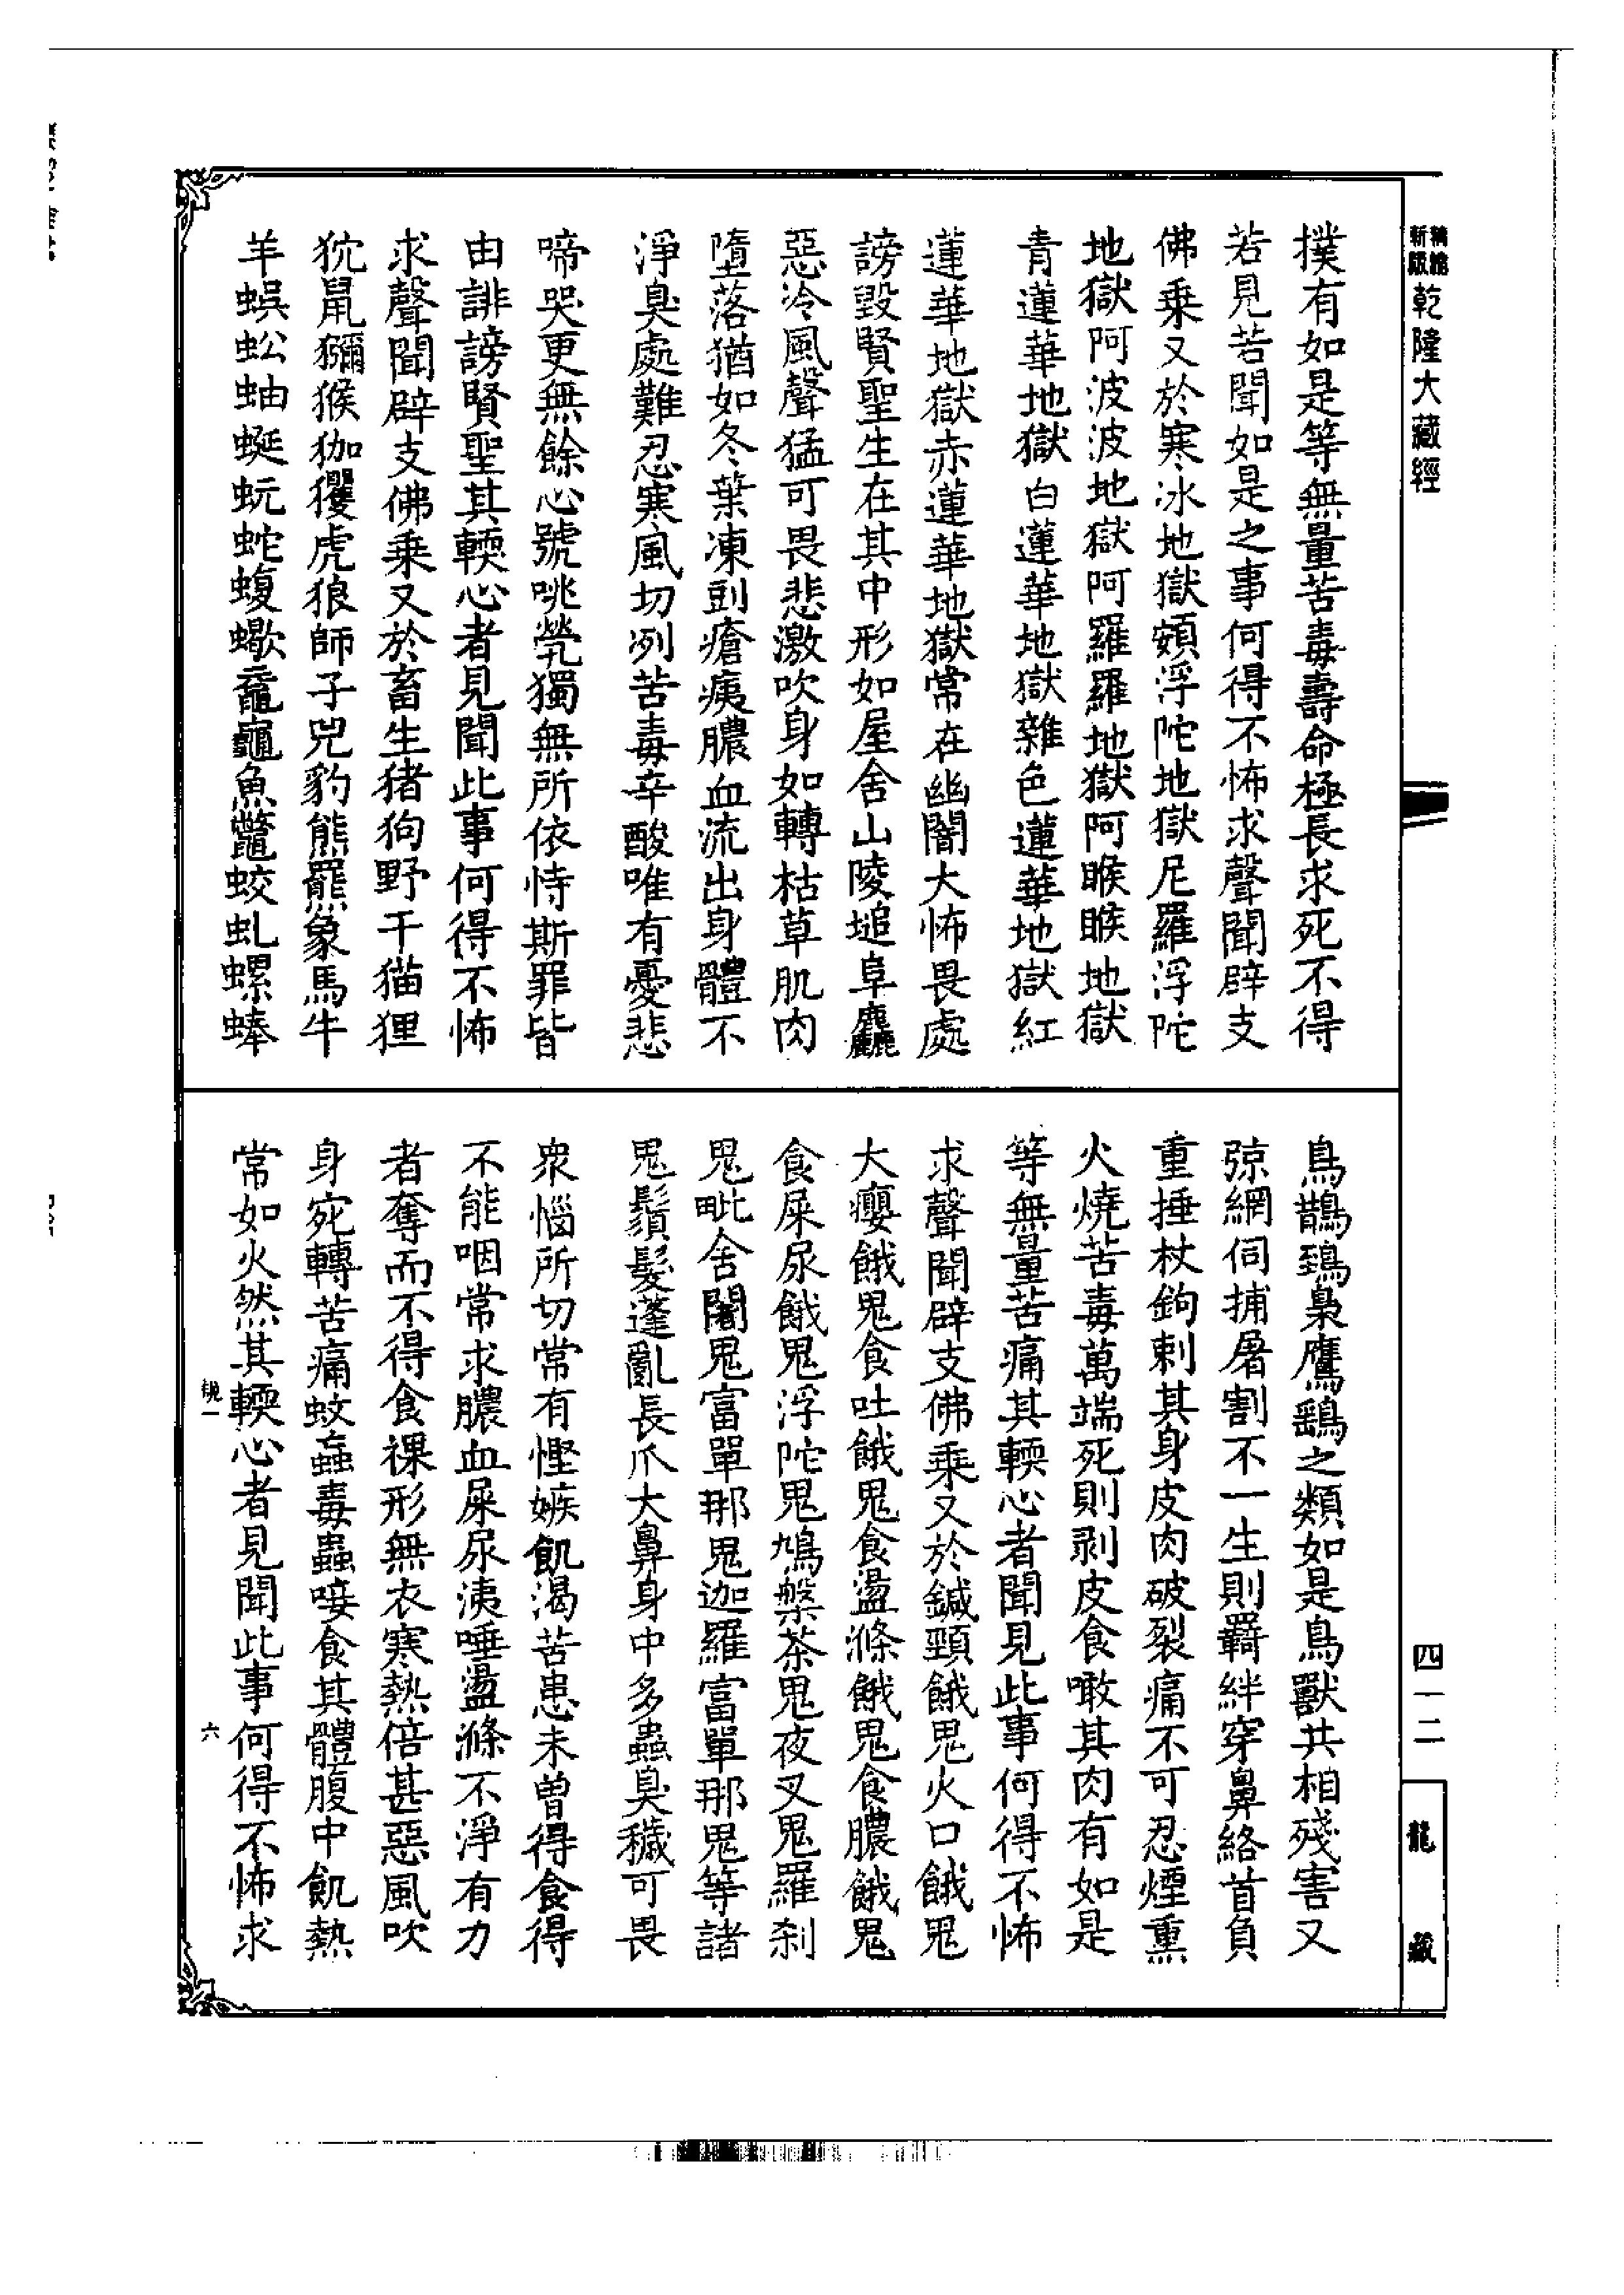 精縮新版乾隆大藏經
撲有如是等無量苦毒壽命極長求死不得
若見若聞如是之事何得不怖求聲聞辟支
佛乗又於寒冰地獄頞浮陀地獄尼羅浮陀
地獄阿波波地獄阿羅羅地獄阿睺睺地獄
青蓮華地獄白蓮華地獄雜色蓮華地獄紅
蓮華地獄赤蓮華地獄常在幽闇大怖畏處
謗毀賢聖生在其中形如屋舍山陵塠阜麤
惡冷風聲猛可畏悲激吹身如轉枯草肌肉
墮落猶如冬葉凍剅瘡痍膿血流出身體不
淨臭處難忍寒風切列苦毒辛酸唯有憂悲
啼哭更無餘心號咷煢獨無所依恃斯罪皆
由誹謗賢聖其輭心者見聞此事何得不怖
求聲聞辟支佛乗又於畜生猪狗野干猫狸
狖鼠獼猴㹢玃虎狼師子兕豹熊羆象馬牛
羊蜈蚣蚰蜒蚖蛇蝮蠍黿龜魚鼈蛟虬螺蜯
鳥鵲鵄梟鷹鷂之類如是鳥獸共相殘害又
弶網伺捕屠割不一生則羈絆穿鼻絡首負
重捶杖鉤刺其身皮肉破裂痛不可忍煙熏
火燒苦毒萬端死則剥皮食噉其肉有如是
等無量苦痛其輭心者聞見此事何得不怖
求聲聞辟支佛乗又於鍼頸餓鬼火口餓鬼
大癭餓鬼食吐餓鬼食盪滌餓鬼食膿餓鬼
食屎尿餓鬼浮陀鬼鳩槃茶鬼夜叉鬼羅刹
鬼毗舍闍鬼富單那鬼迦羅富單那鬼等諸
鬼鬚髮蓬亂長爪大鼻身中多蟲臭穢可畏
衆惱所切常有慳嫉飢渴苦患未曾得食得
不能咽常求膿血屎尿洟唾盪滌不淨有力
者奪而不得食裸形無衣寒熱倍甚惡風吹
身宛轉苦痛蚊蝱毒蟲唼食其體腹中飢熱
常如火然其輭心者見聞此事何得不怖求
四一二
龍藏
六